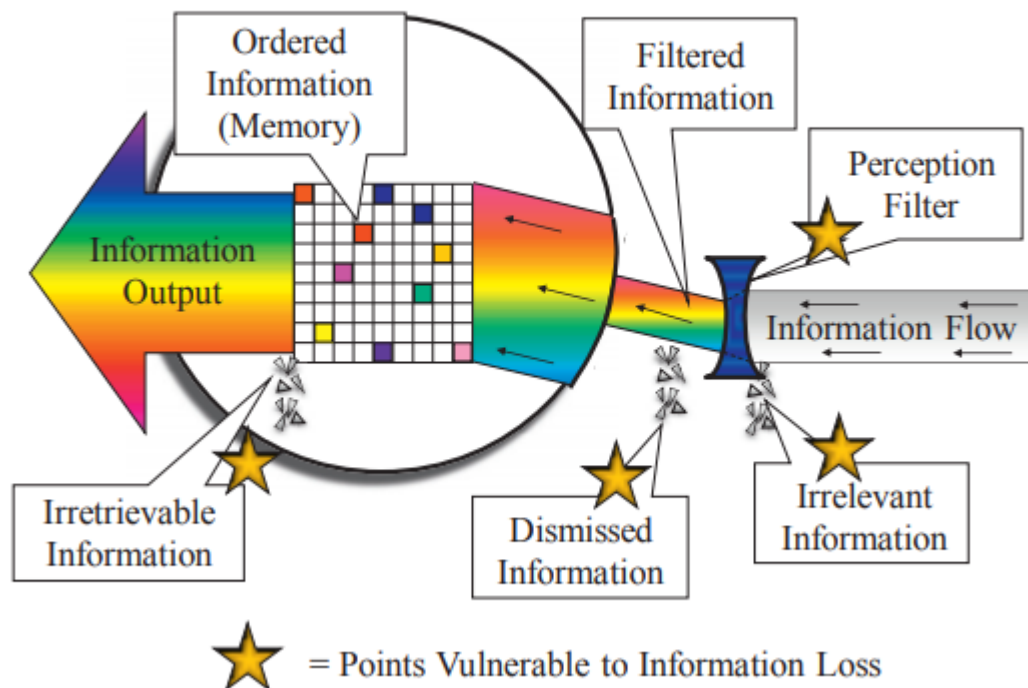 Ordered
Information
(Memory)
Filtered
Information
Perception
Filter
Information
Output
Information Flow
Irretrievable
Information
Dismissed
Information
Irrelevant
Information
= Points Vulnerable to Information Loss